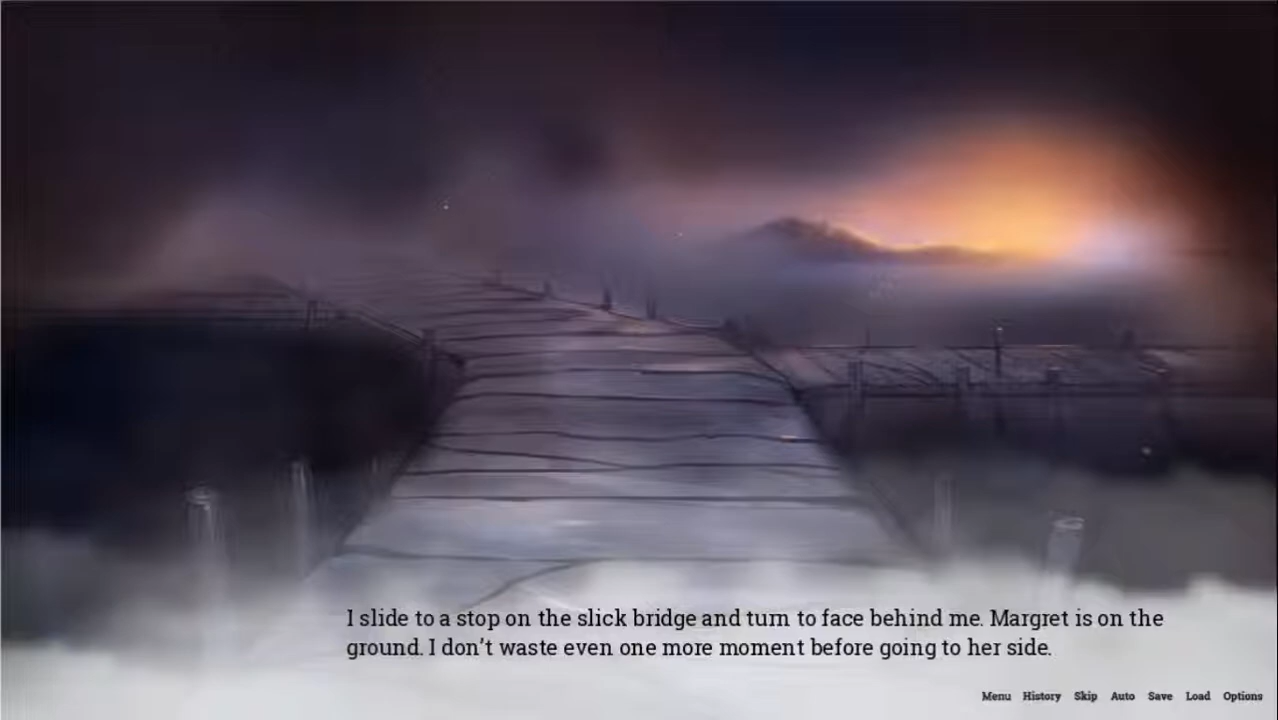 I slide to a stop on the slick bridge and turn to face behind me. Margret is on the
ground. I don’t waste even one more moment before going to her side.
Menu History Skip Auto Save Load Options